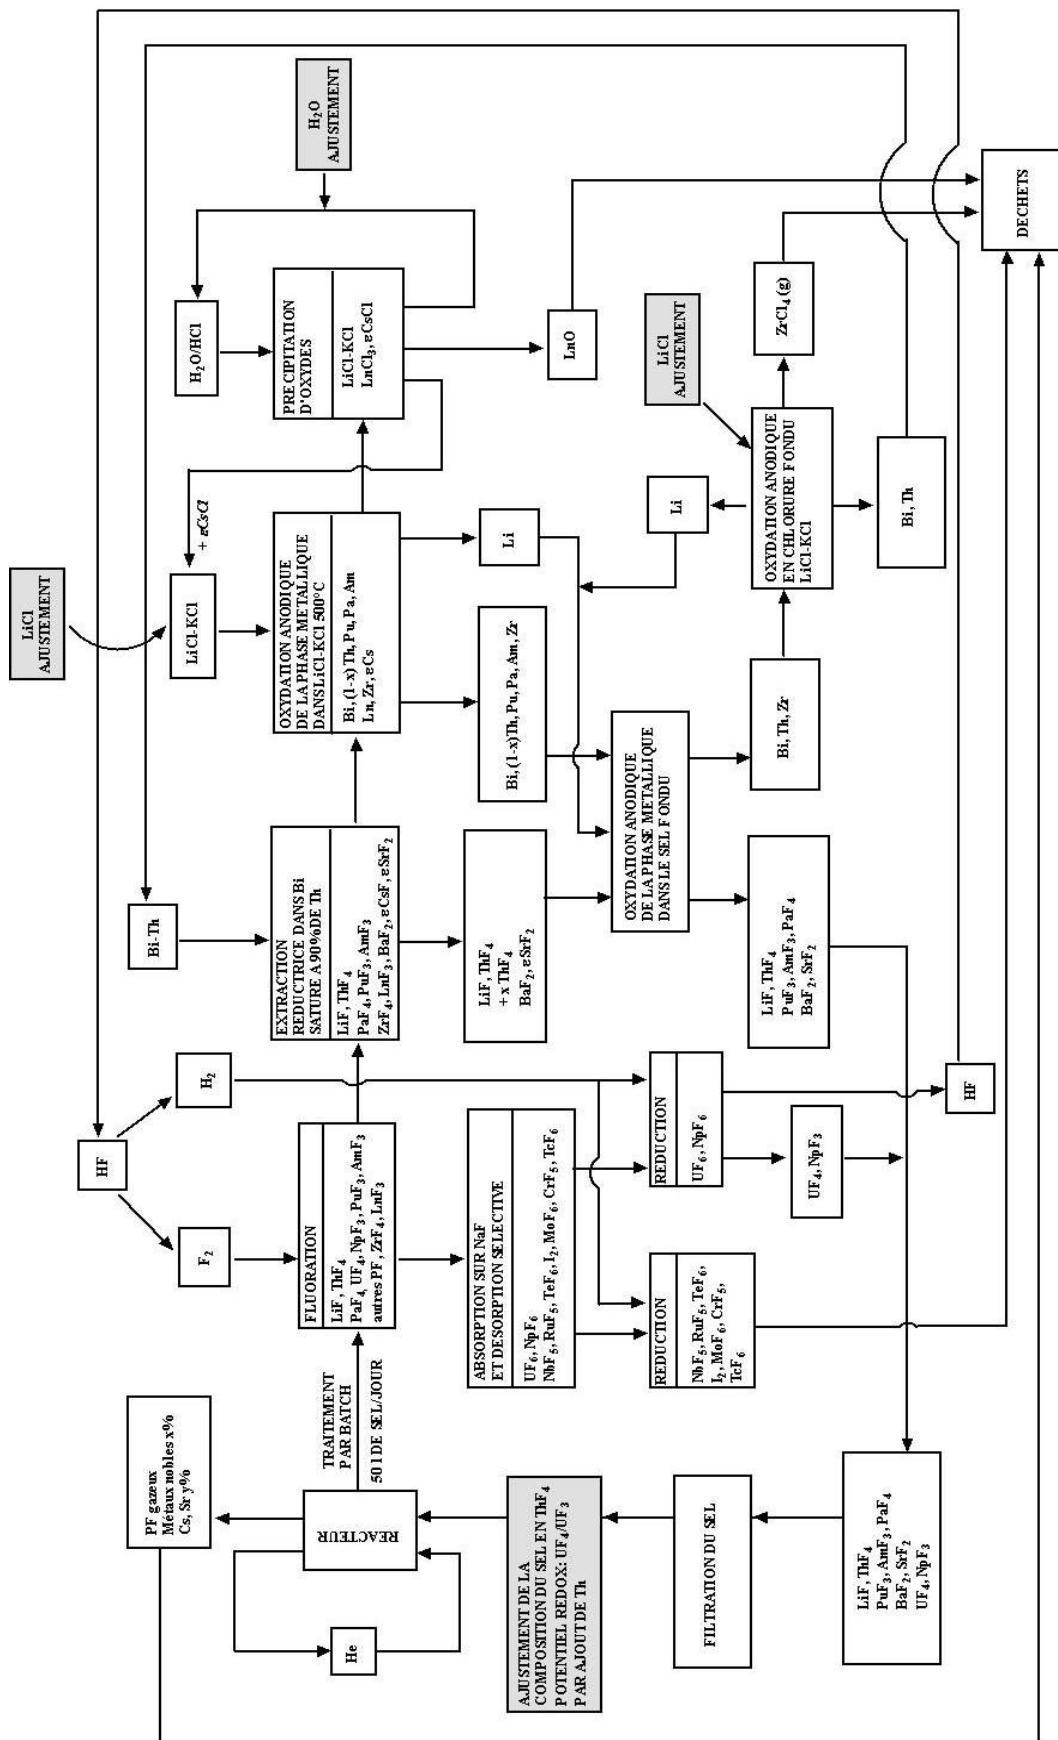 PF gazeux
Métaux nobles x%
Cs, Sr y%
He
REACTEUR
TRAITEMENT
PAR BATCH
50 l DE SEL/JOUR
AJUSTEMENT DE LA
COMPOSITION DU SEL EN ThF₄
POTENTIEL REDOX: UF₄/UF₃
PAR AJOUT DE Th
FILTRATION DU SEL
LiF, ThF₄
PuF₃, AmF₃, PaF₄
BaF₂, SrF₂
UF₄, NpF₃
HF
F₂
H₂
FLUORATION
LiF, ThF₄
PaF₄, UF₄, NpF₃, PuF₃, AmF₃
autres PF, ZrF₄, LnF₃
ABSORPTION SUR NaF
ET DESORPTION SELECTIVE
UF₆, NpF₆
NbF₅, RuF₅, TeF₆, I₂, MoF₆, CrF₅, TcF₆
REDUCTION
NbF₅, RuF₅, TeF₆,
I₂, MoF₆, CrF₅,
TcF₆
REDUCTION
UF₆, NpF₆
UF₄, NpF₃
HF
Bi-Th
EXTRACTION
REDUCTRICE DANS Bi
SATURE A 90% DE Th
LiF, ThF₄
PaF₄, PuF₃, AmF₃
ZrF₄, LnF₃, BaF₂, εCsF, εSrF₂
LiF, ThF₄
+ x ThF₄
BaF₂, εSrF₂
OXYDATION ANODIQUE
DE LA PHASE METALLIQUE
DANS LE SEL FONDU
LiF, ThF₄
PuF₃, AmF₃, PaF₄
BaF₂, SrF₂
LiCl
AJUSTEMENT
LiCl-KCl
+ εCsCl
OXYDATION ANODIQUE
DE LA PHASE METALLIQUE
DANS LiCl-KCl 500°C
Bi, (1-x) Th, Pu, Pa, Am
Ln, Zr, εCs
Bi, (1-x)Th, Pu, Pa, Am, Zr
Li
Bi, Th, Zr
H₂O/HCl
H₂O
AJUSTEMENT
PRECIPITATION
D'OXYDES
LiCl-KCl
LnCl₃, εCsCl
LnO
Li
LiCl
AJUSTEMENT
OXYDATION ANODIQUE
EN CHLORURE FONDU
LiCl-KCl
ZrCl₄ (g)
Bi, Th
DECHETS